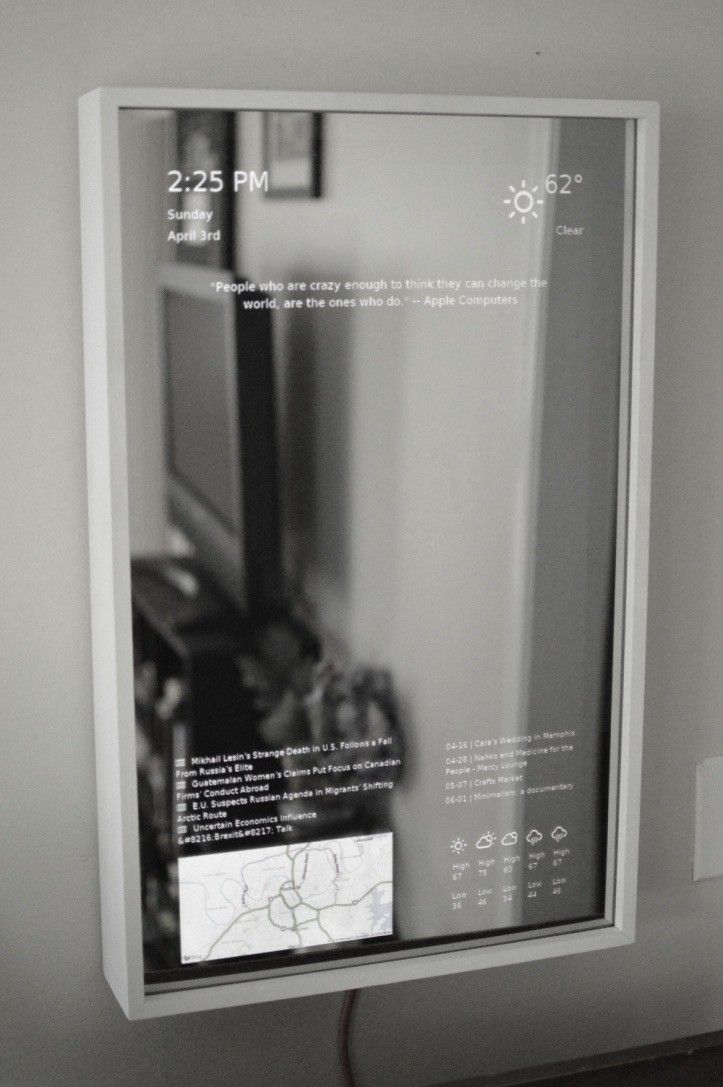 2:25 PM
Sunday
April 3rd
62°
Clear
"People who are crazy enough to think they can change the
world, are the ones who do." -- Apple Computers
Mikhail Lesin's Strange Death in U.S. Follows a Fall
From Russia's Elite
Guatemalan Women's Claims Put Focus on Canadian
Firms' Conduct Abroad
E.U. Suspects Russian Agenda in Migrants' Shifting
Arctic Route
Uncertain Economics Influence
&#8216;Brexit&#8217; Talk
04-16 | Cara's Wedding in Memphis
04-28 | Nahko and Medicine for the
People - Mercy Lounge
05-07 | Crafts Market
06-01 | Minimalism: a documentary
High High High High High
67 75 60 67 67
Low Low Low Low Low
36 46 34 44 45